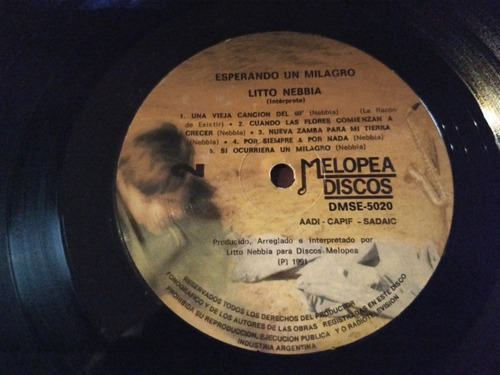 ESPERANDO UN MILAGRO
LITTO NEBBIA
(Intérprete)
1. UNA VIEJA CANCION DEL 60' (Nebbia) (La Razón
de Existir) • 2. CUANDO LAS FLORES COMIENZAN A
CRECER (Nebbia) • 3. NUEVA ZAMBA PARA MI TIERRA
(Nebbia) • 4. POR SIEMPRE & POR NADA (Nebbia) •
5. SI OCURRIERA UN MILAGRO (Nebbia)
MELOPEA
DISCOS
DMSE-5020
AADI - CAPIF - SADAIC
Producido, Arreglado e Interpretado por
Litto Nebbia para Discos Melopea
(P) 1991
RESERVADOS TODOS LOS DERECHOS DEL PRODUCTOR
FONOGRAFICO Y DE LOS AUTORES DE LAS OBRAS REGISTRADAS EN ESTE DISCO
PROHIBIDA SU REPRODUCCION, EJECUCION PUBLICA Y O RADIOTELEVISION
INDUSTRIA ARGENTINA